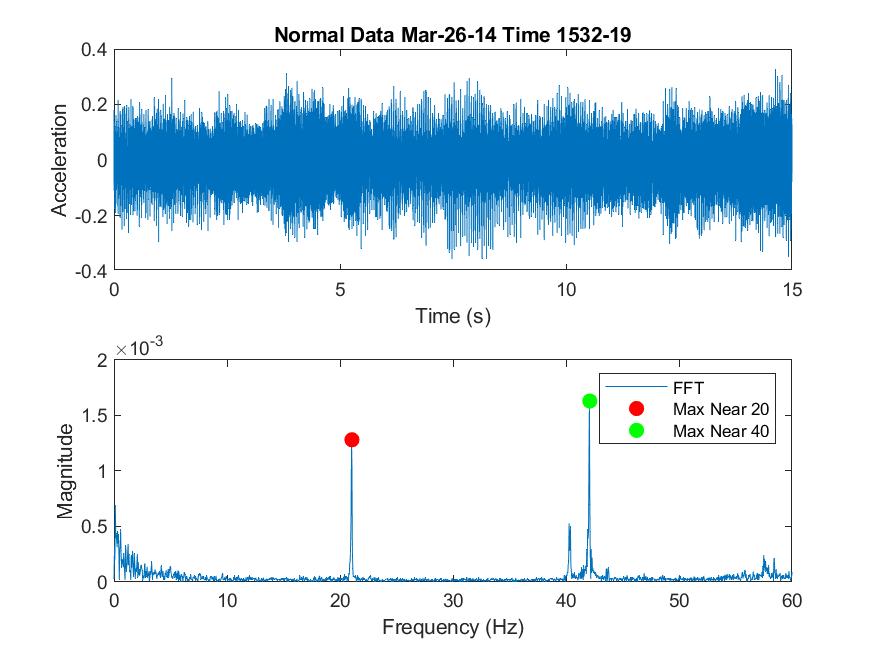 Normal Data Mar-26-14 Time 1532-19
0.4
0.2
0
-0.2
-0.4
Acceleration
0 5 10 15
Time (s)
×10-3
2
1.5
1
0.5
0
Magnitude
FFT
Max Near 20
Max Near 40
0 10 20 30 40 50 60
Frequency (Hz)